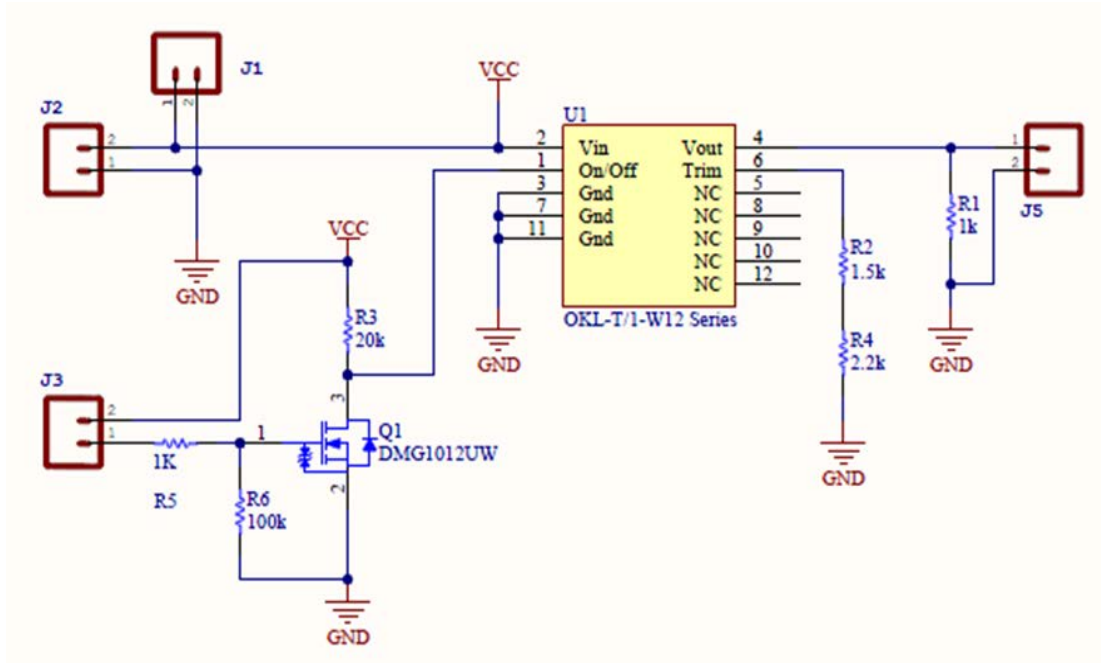 J1
1
2
J2
2
1
GND
VCC
U1
2 Vin Vout 4
1 On/Off Trim 6
3 Gnd NC 5
7 Gnd NC 8
11 Gnd NC 9
NC 10
NC 12
OKL-T/1-W12 Series
GND
1
2
J5
R1
1k
GND
R2
1.5k
R4
2.2k
GND
VCC
R3
20k
J3
2
1
1K
R5
1
3
Q1
DMG1012UW
2
R6
100k
GND